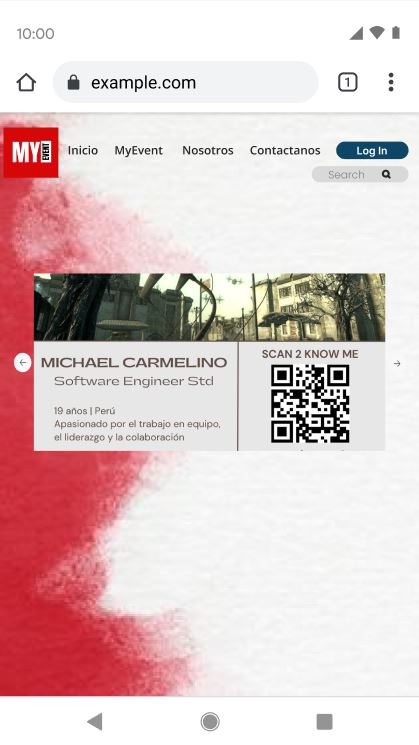 10:00
example.com
1
MY EVENT
Inicio MyEvent Nosotros Contactanos Log In
Search
MICHAEL CARMELINO
Software Engineer Std
19 años | Perú
Apasionado por el trabajo en equipo,
el liderazgo y la colaboración
SCAN 2 KNOW ME